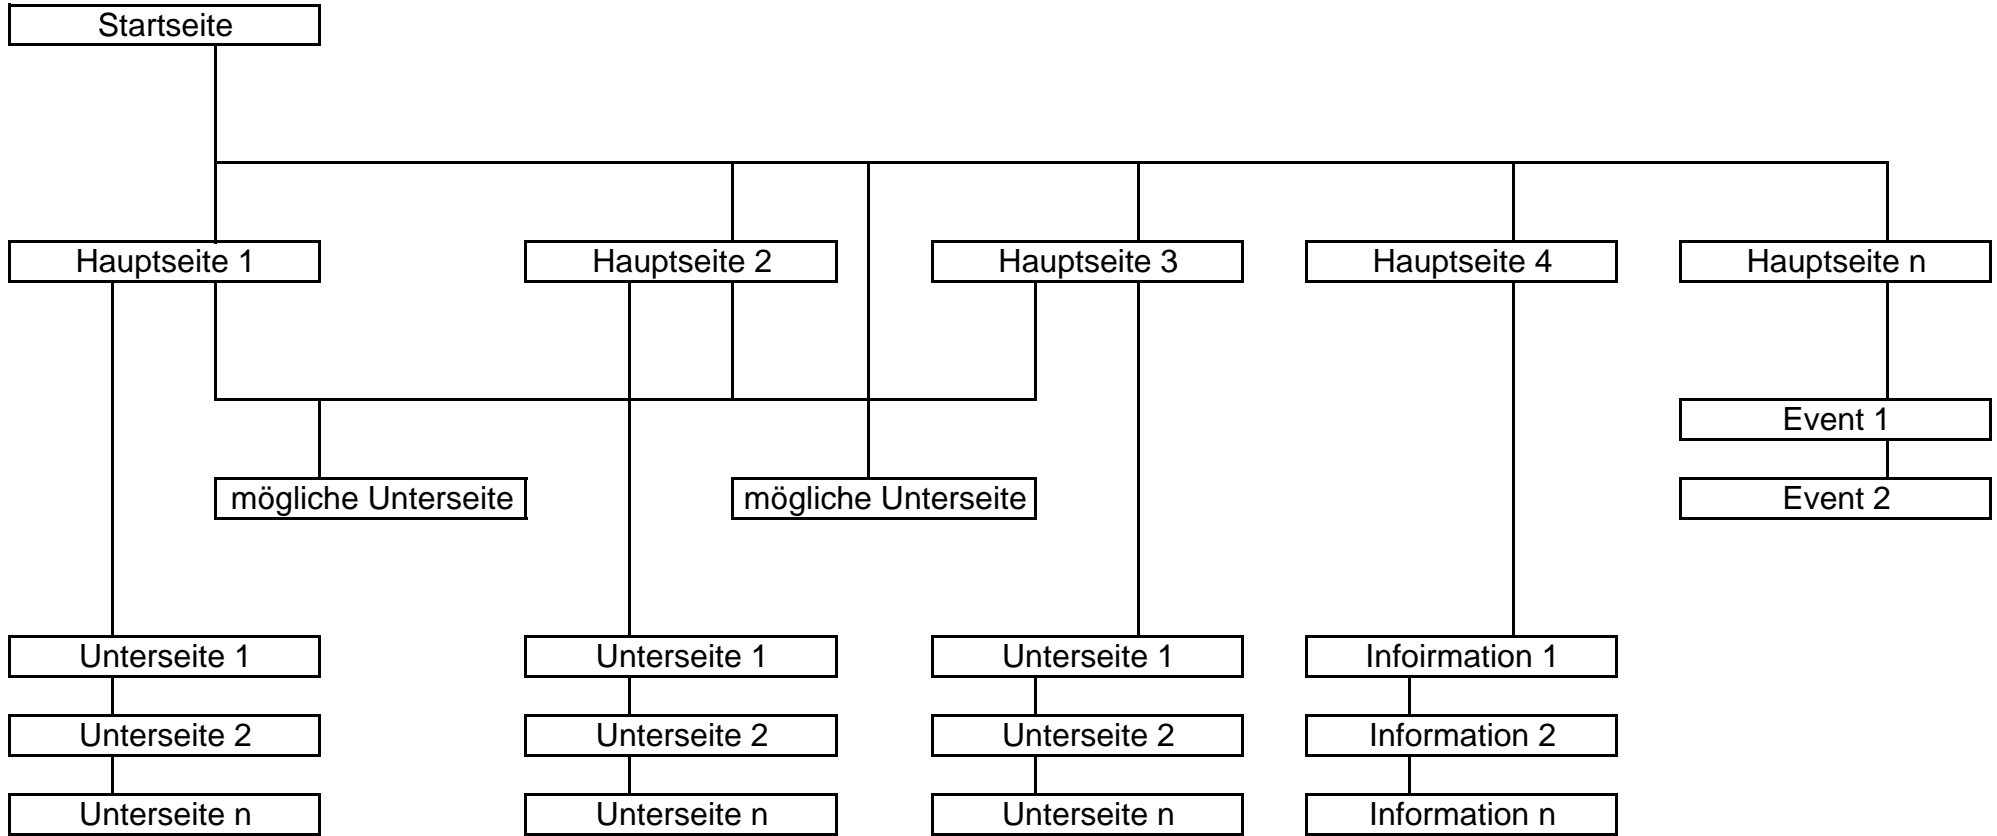 Startseite
Hauptseite 1
Hauptseite 2
Hauptseite 3
Hauptseite 4
Hauptseite n
Event 1
mögliche Unterseite
mögliche Unterseite
Event 2
Unterseite 1
Unterseite 1
Unterseite 1
Infoirmation 1
Unterseite 2
Unterseite 2
Unterseite 2
Information 2
Unterseite n
Unterseite n
Unterseite n
Information n